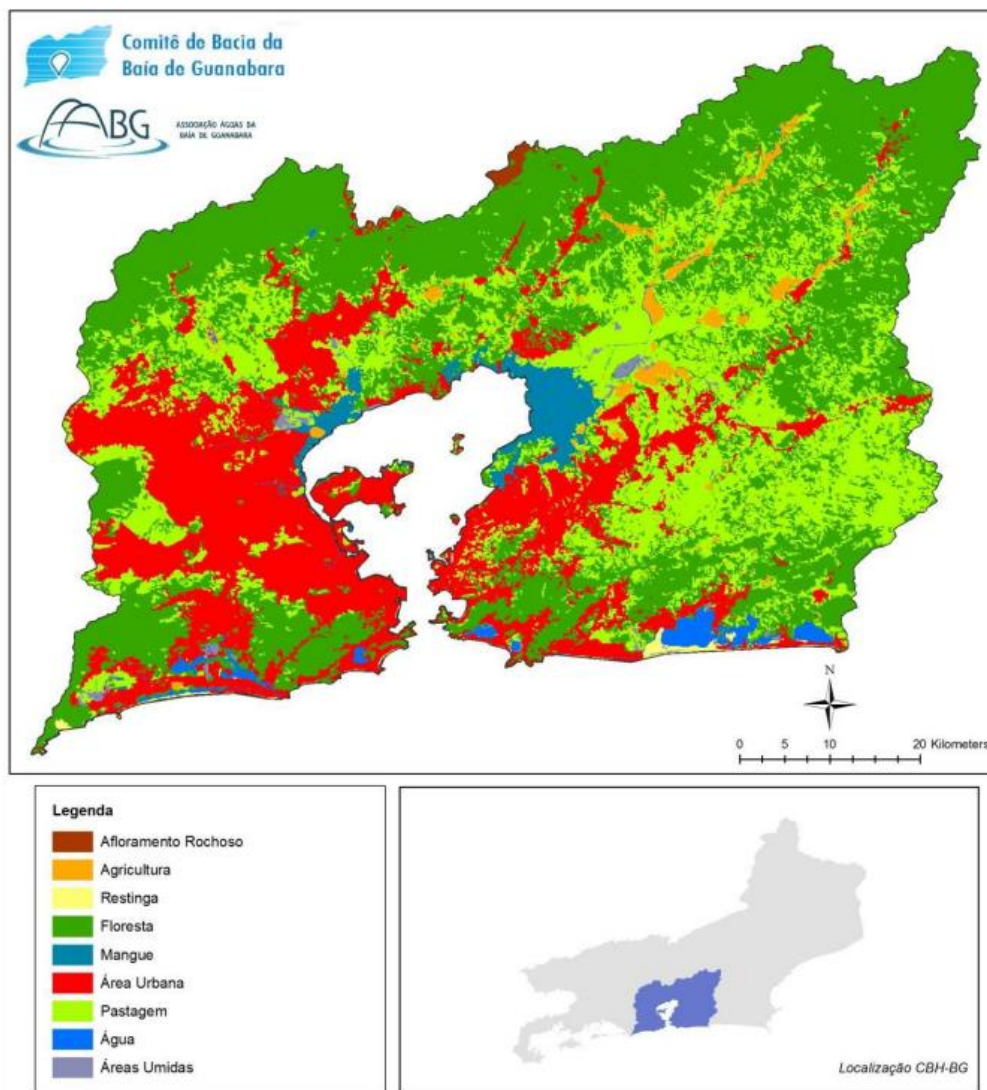 Comitê de Bacia da
Baía de Guanabara
ABG
ASSOCIAÇÃO ÁGUAS DA
BAÍA DE GUANABARA
N
0 5 10 20 Kilometers
Legenda
Afloramento Rochoso
Agricultura
Restinga
Floresta
Mangue
Área Urbana
Pastagem
Água
Áreas Umidas
Localização CBH-BG